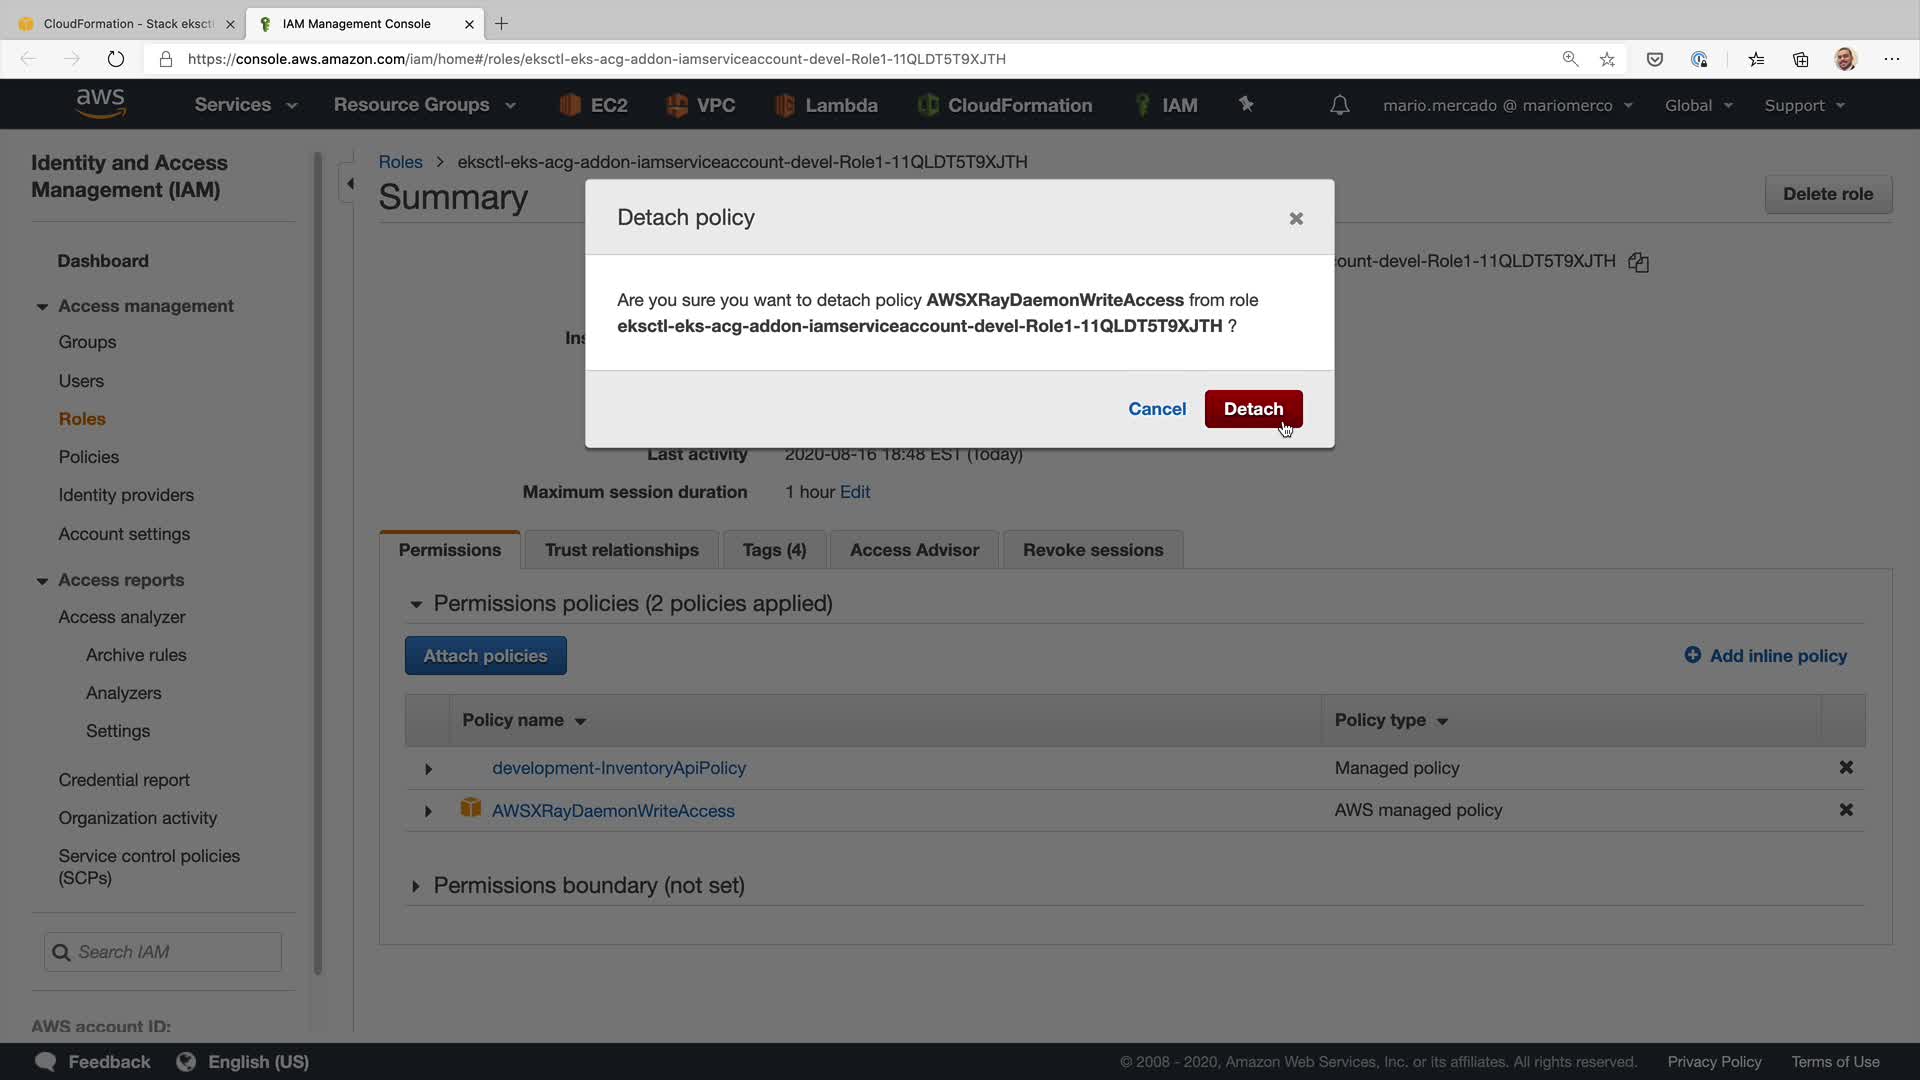 CloudFormation - Stack eksctl
IAM Management Console
https://console.aws.amazon.com/iam/home#/roles/eksctl-eks-acg-addon-iamserviceaccount-devel-Role1-11QLDT5T9XJTH
aws
Services
Resource Groups
EC2
VPC
Lambda
CloudFormation
IAM
mario.mercado @ mariomerco
Global
Support
Identity and Access
Management (IAM)
Dashboard
Access management
Groups
Users
Roles
Policies
Identity providers
Account settings
Access reports
Access analyzer
Archive rules
Analyzers
Settings
Credential report
Organization activity
Service control policies
(SCPs)
Search IAM
AWS account ID:
Roles > eksctl-eks-acg-addon-iamserviceaccount-devel-Role1-11QLDT5T9XJTH
Summary
Delete role
ount-devel-Role1-11QLDT5T9XJTH
Ins
Detach policy
Are you sure you want to detach policy AWSXRayDaemonWriteAccess from role
eksctl-eks-acg-addon-iamserviceaccount-devel-Role1-11QLDT5T9XJTH ?
Cancel
Detach
Last activity 2020-08-16 18:48 EST (Today)
Maximum session duration 1 hour Edit
Permissions
Trust relationships
Tags (4)
Access Advisor
Revoke sessions
Permissions policies (2 policies applied)
Attach policies
Add inline policy
Policy name
Policy type
development-InventoryApiPolicy
Managed policy
AWSXRayDaemonWriteAccess
AWS managed policy
Permissions boundary (not set)
Feedback
English (US)
© 2008 - 2020, Amazon Web Services, Inc. or its affiliates. All rights reserved.
Privacy Policy
Terms of Use